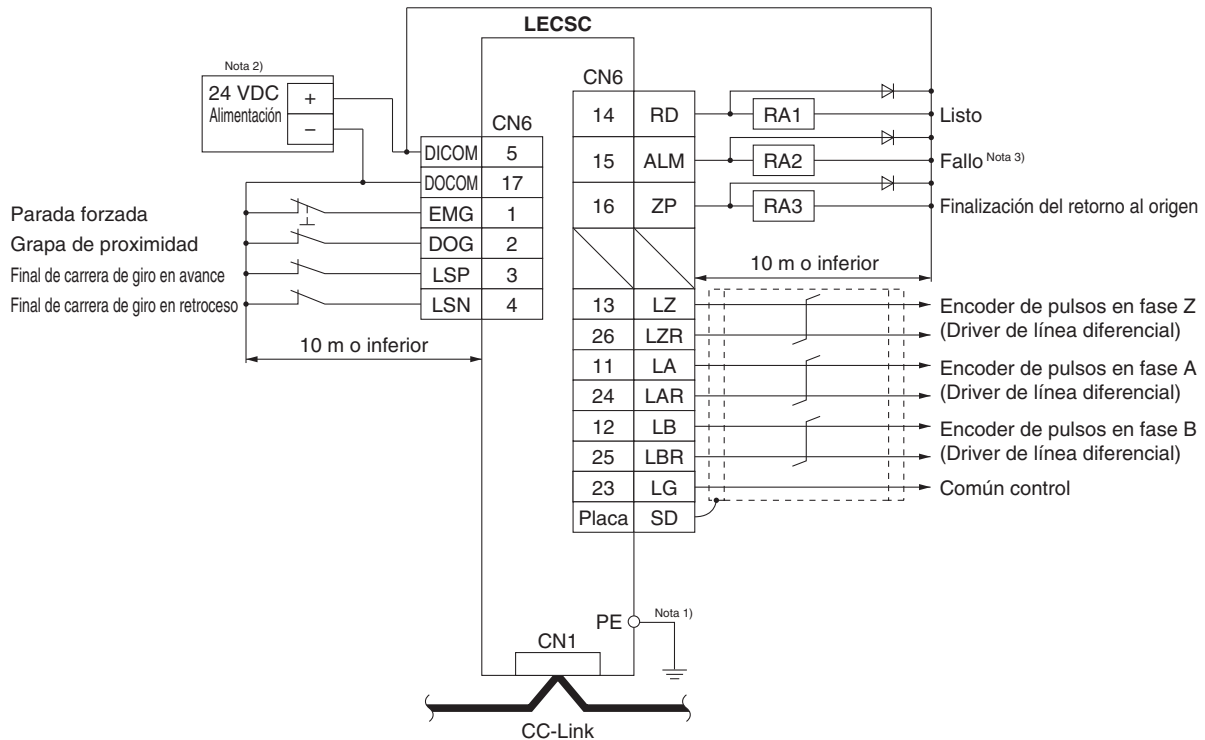 LECSC
Nota 2)
24 VDC
Alimentación
+
−
CN6
DICOM 5
DOCOM 17
Parada forzada EMG 1
Grapa de proximidad DOG 2
Final de carrera de giro en avance LSP 3
Final de carrera de giro en retroceso LSN 4
10 m o inferior
CN6
14 RD RA1 Listo
15 ALM RA2 Fallo Nota 3)
16 ZP RA3 Finalización del retorno al origen
10 m o inferior
13 LZ Encoder de pulsos en fase Z
26 LZR (Driver de línea diferencial)
11 LA Encoder de pulsos en fase A
24 LAR (Driver de línea diferencial)
12 LB Encoder de pulsos en fase B
25 LBR (Driver de línea diferencial)
23 LG Común control
Placa SD
PE Nota 1)
CN1
CC-Link